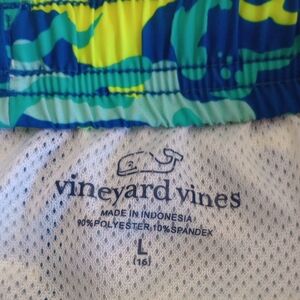 vineyard vines
MADE IN INDONESIA
90% POLYESTER 10% SPANDEX
L
(16)